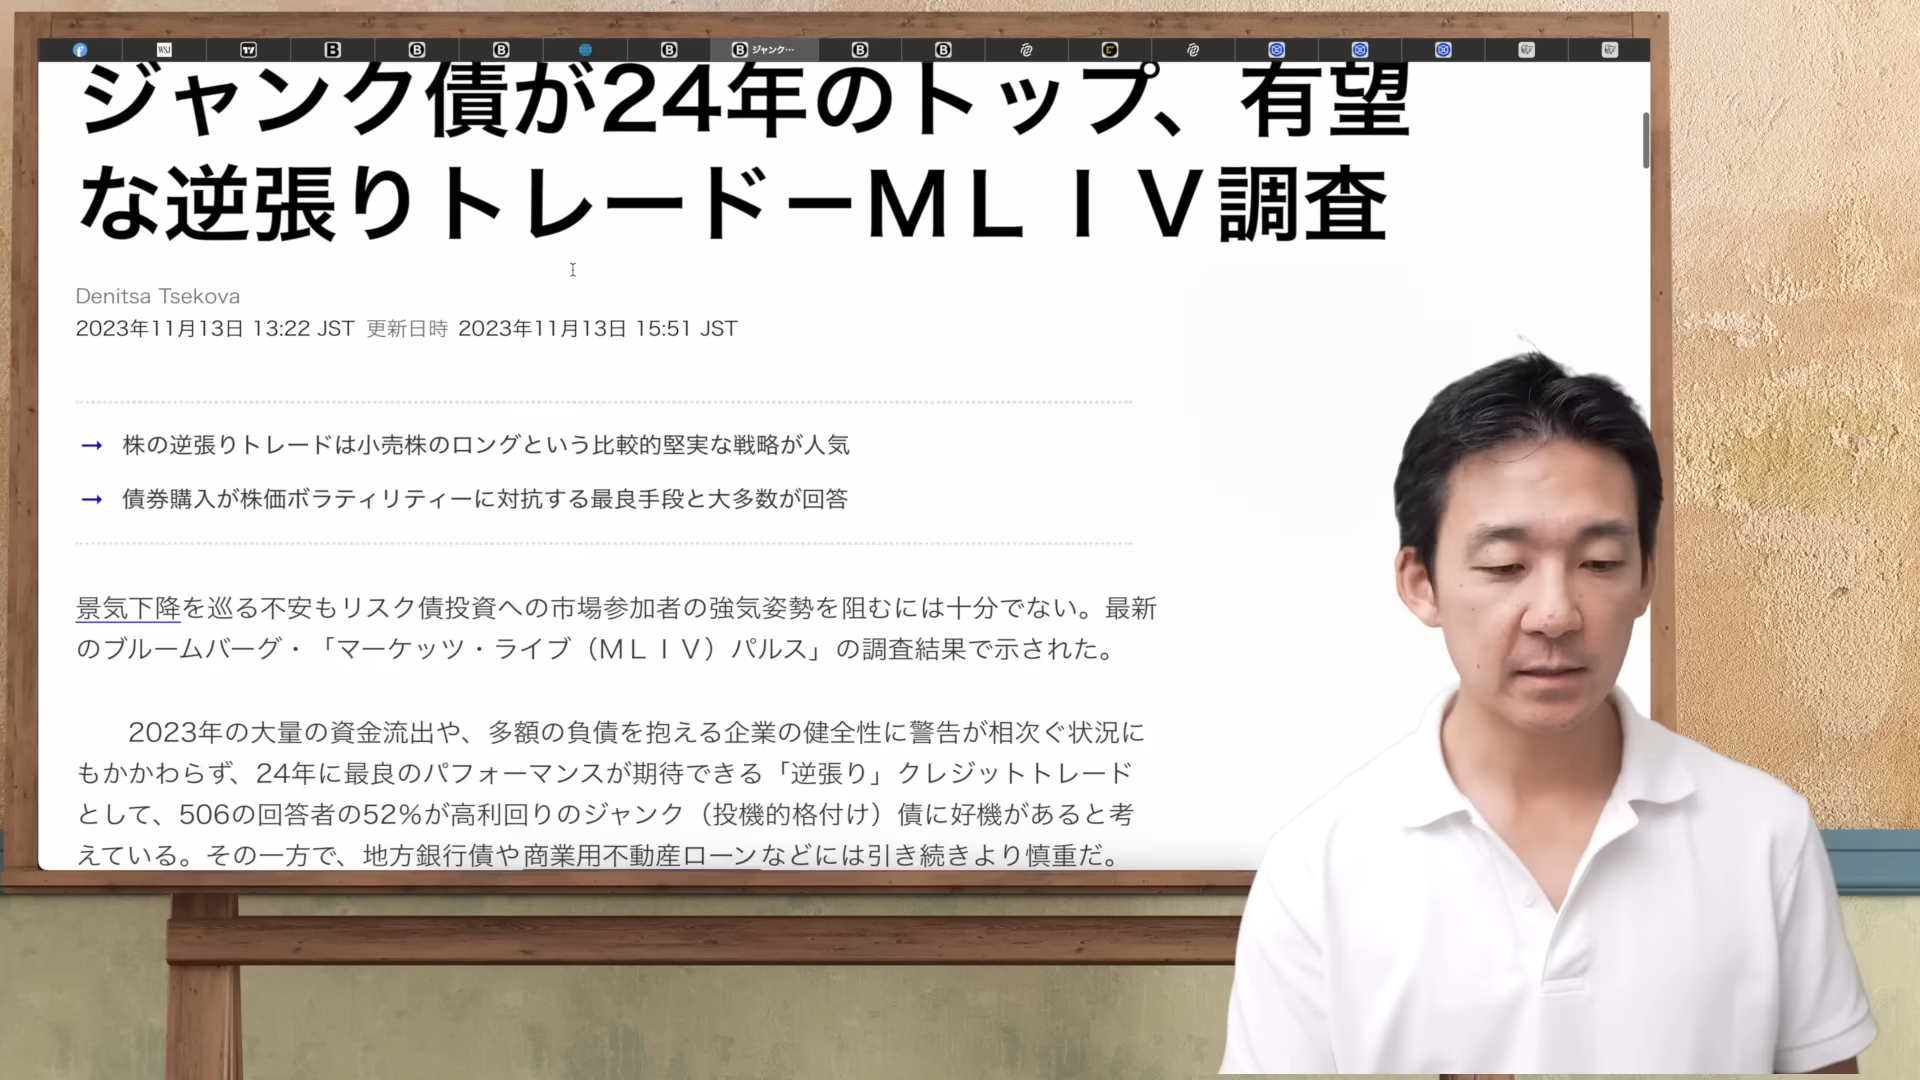 WSJ
ジャンク…
ジャンク債が24年のトップ、有望
な逆張りトレードーＭＬＩＶ調査
Denitsa Tsekova
2023年11月13日 13:22 JST 更新日時 2023年11月13日 15:51 JST
→ 株の逆張りトレードは小売株のロングという比較的堅実な戦略が人気
→ 債券購入が株価ボラティリティーに対抗する最良手段と大多数が回答
景気下降を巡る不安もリスク債投資への市場参加者の強気姿勢を阻むには十分でない。最新
のブルームバーグ・「マーケッツ・ライブ（ＭＬＩＶ）パルス」の調査結果で示された。
2023年の大量の資金流出や、多額の負債を抱える企業の健全性に警告が相次ぐ状況に
もかかわらず、24年に最良のパフォーマンスが期待できる「逆張り」クレジットトレード
として、506の回答者の52%が高利回りのジャンク（投機的格付け）債に好機があると考
えている。その一方で、地方銀行債や商業用不動産ローンなどには引き続きより慎重だ。